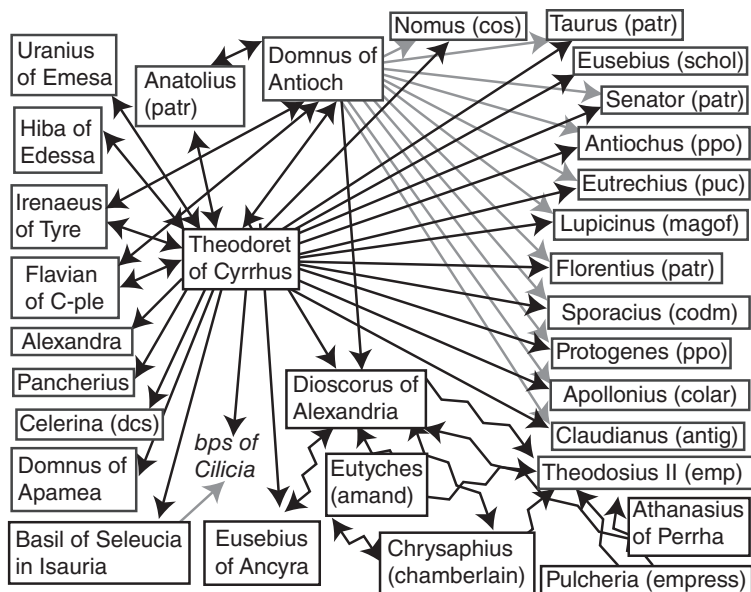 Nomus (cos)
Taurus (patr)
Uranius
of Emesa
Anatolius
(patr)
Domnus of
Antioch
Eusebius (schol)
Senator (patr)
Hiba of
Edessa
Antiochus (ppo)
Eutrechius (puc)
Irenaeus
of Tyre
Lupicinus (magof)
Theodoret
of Cyrrhus
Flavian
of C-ple
Florentius (patr)
Sporacius (codm)
Alexandra
Protogenes (ppo)
Pancherius
Dioscorus of
Alexandria
Apollonius (colar)
Celerina (dcs)
Claudianus (antig)
bps of
Cilicia
Domnus of
Apamea
Eutyches
(amand)
Theodosius II (emp)
Athanasius
of Perrha
Basil of Seleucia
in Isauria
Eusebius
of Ancyra
Chrysaphius
(chamberlain)
Pulcheria (empress)